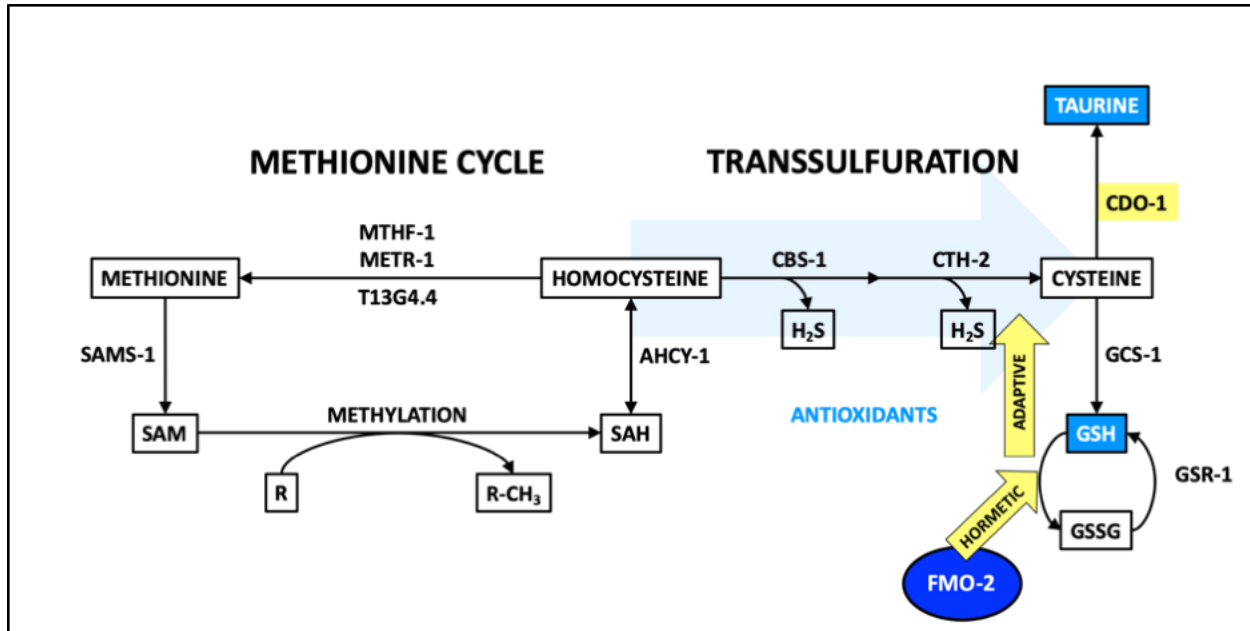 TAURINE
METHIONINE CYCLE
TRANSSULFURATION
CDO-1
MTHF-1
METR-1
CBS-1
CTH-2
METHIONINE
HOMOCYSTEINE
CYSTEINE
T13G4.4
H₂S
H₂S
SAMS-1
AHCY-1
GCS-1
ADAPTIVE
METHYLATION
ANTIOXIDANTS
SAM
SAH
GSH
GSR-1
R
R-CH₃
HORMETIC
GSSG
FMO-2